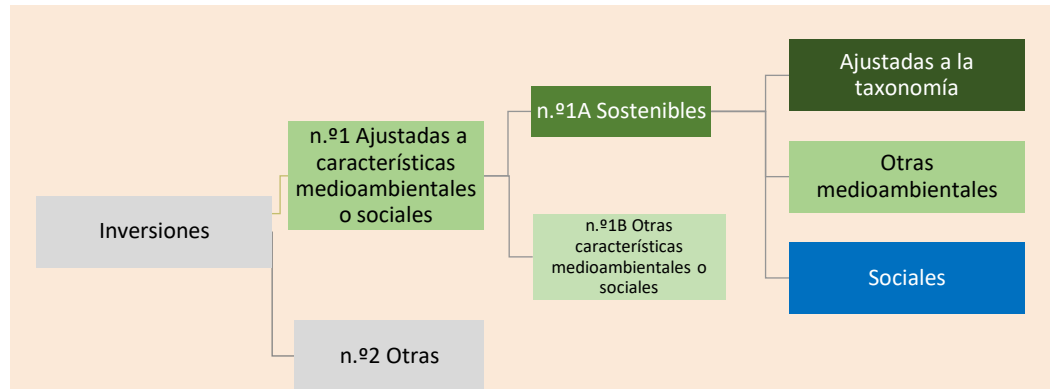 Inversiones
n.º1 Ajustadas a
características
medioambientales
o sociales
n.º2 Otras
n.º1A Sostenibles
n.º1B Otras
características
medioambientales o
sociales
Ajustadas a la
taxonomía
Otras
medioambientales
Sociales